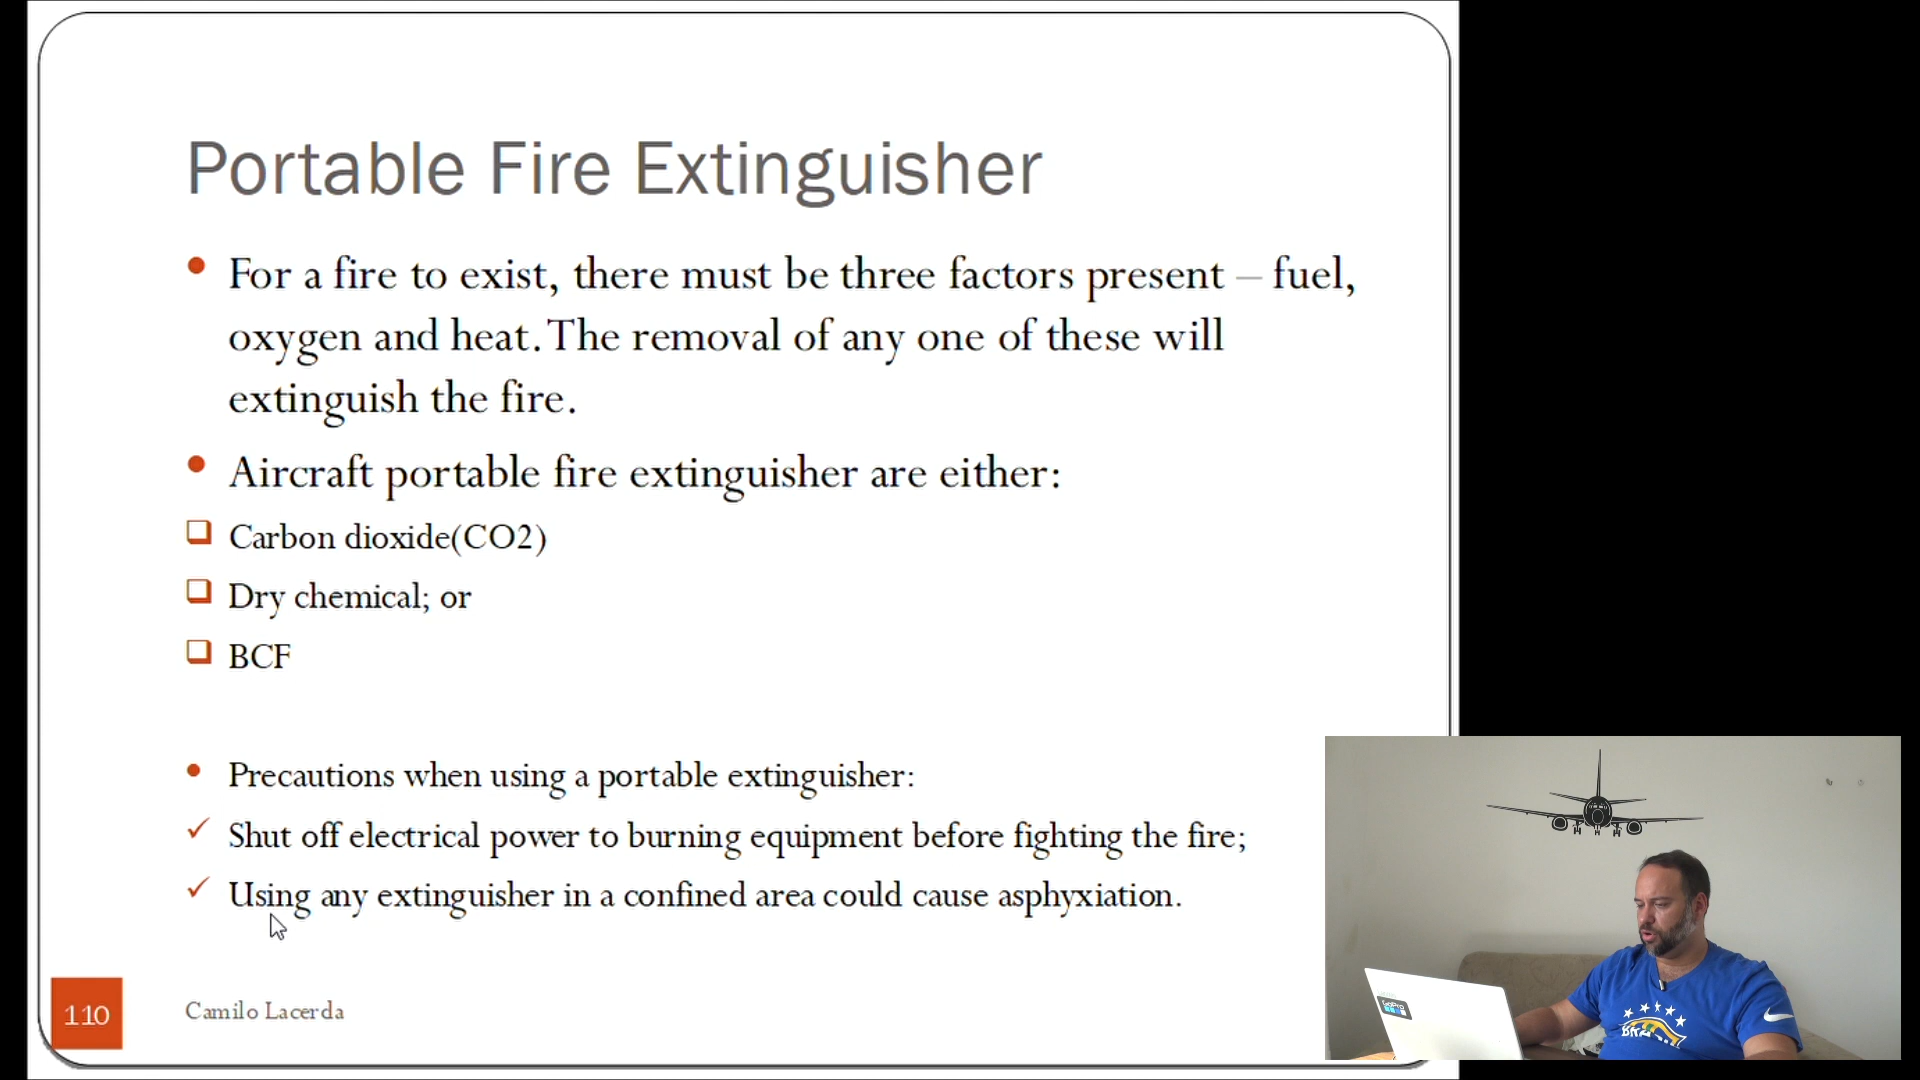 Portable Fire Extinguisher
For a fire to exist, there must be three factors present – fuel,
oxygen and heat. The removal of any one of these will
extinguish the fire.
Aircraft portable fire extinguisher are either:
Carbon dioxide(CO2)
Dry chemical; or
BCF
Precautions when using a portable extinguisher:
Shut off electrical power to burning equipment before fighting the fire;
Using any extinguisher in a confined area could cause asphyxiation.
110
Camilo Lacerda
GoPro